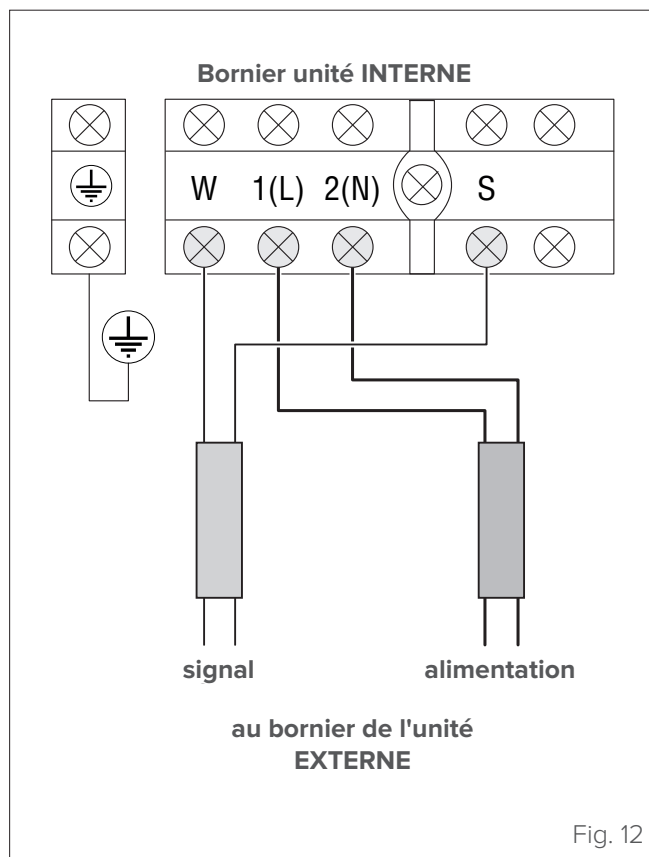 Bornier unité INTERNE
W 1(L) 2(N) S
signal alimentation
au bornier de l'unité
EXTERNE
Fig. 12